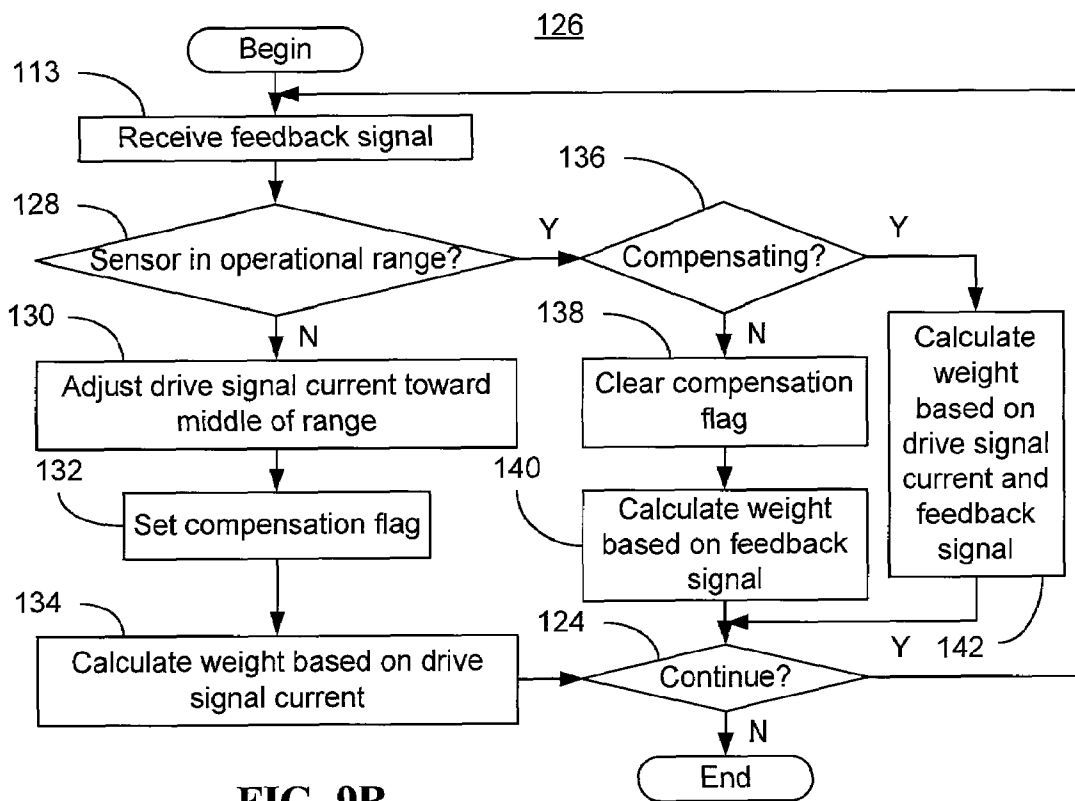 126
Begin
113
Receive feedback signal
136
128
Sensor in operational range?
Y
Compensating?
Y
130
N
138
N
Adjust drive signal current toward
middle of range
Clear compensation
flag
Calculate
weight
based on
drive signal
current and
feedback
signal
132
Set compensation flag
140
Calculate weight
based on feedback
signal
134
Calculate weight based on drive
signal current
124
Continue?
Y
142
N
End
FIG. 9B